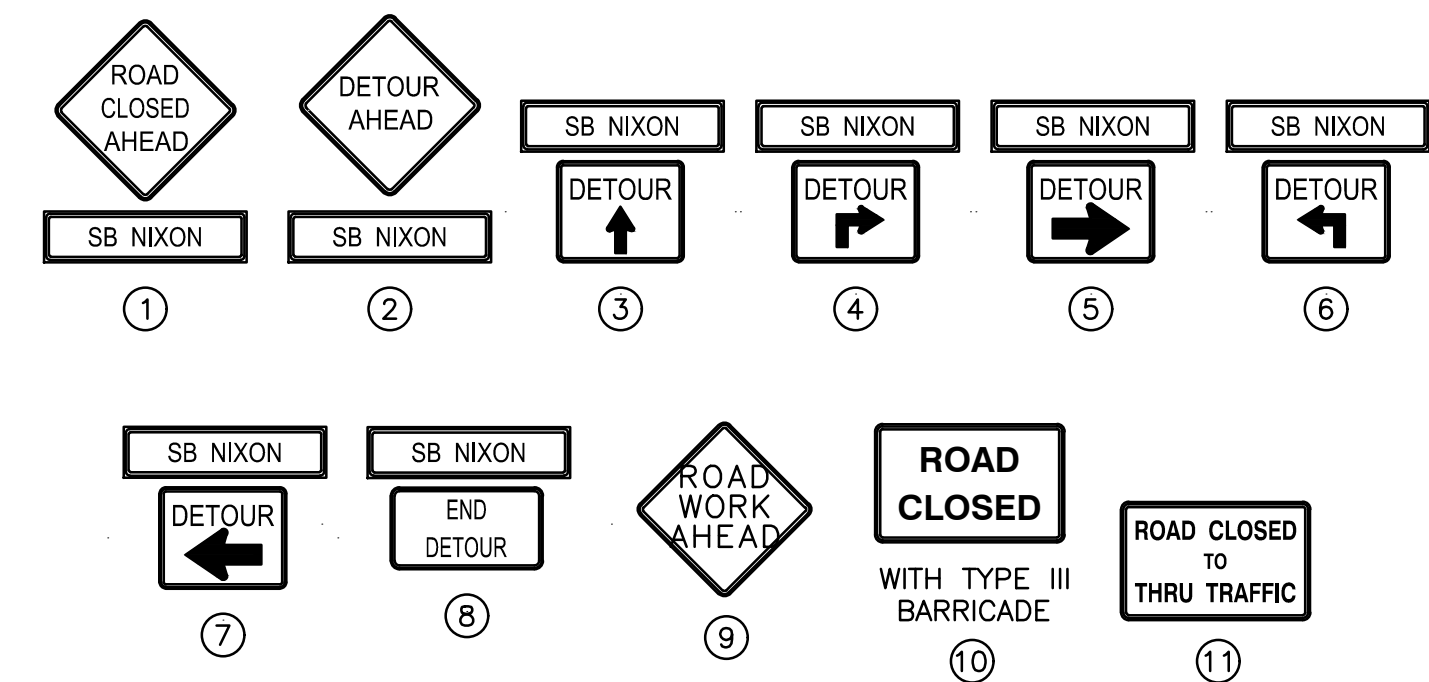 ROAD
CLOSED
AHEAD
SB NIXON
1
DETOUR
AHEAD
SB NIXON
2
SB NIXON
DETOUR
3
SB NIXON
DETOUR
4
SB NIXON
DETOUR
5
SB NIXON
DETOUR
6
SB NIXON
DETOUR
7
SB NIXON
END
DETOUR
8
ROAD
WORK
AHEAD
9
ROAD
CLOSED
WITH TYPE III
BARRICADE
10
ROAD CLOSED
TO
THRU TRAFFIC
11